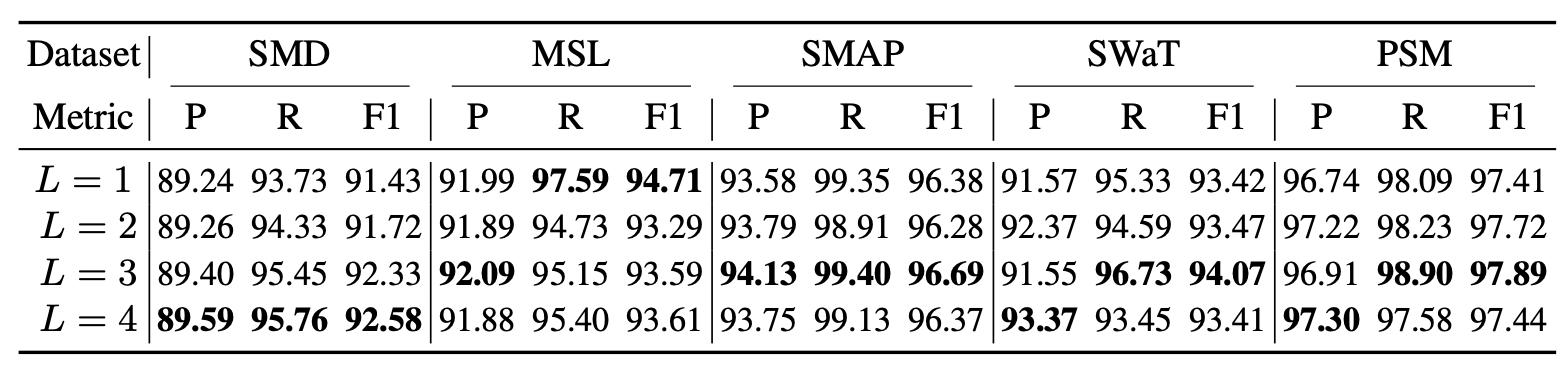 Dataset SMD MSL SMAP SWaT PSM
Metric P R F1 P R F1 P R F1 P R F1 P R F1
L = 1 89.24 93.73 91.43 91.99 97.59 94.71 93.58 99.35 96.38 91.57 95.33 93.42 96.74 98.09 97.41
L = 2 89.26 94.33 91.72 91.89 94.73 93.29 93.79 98.91 96.28 92.37 94.59 93.47 97.22 98.23 97.72
L = 3 89.40 95.45 92.33 92.09 95.15 93.59 94.13 99.40 96.69 91.55 96.73 94.07 96.91 98.90 97.89
L = 4 89.59 95.76 92.58 91.88 95.40 93.61 93.75 99.13 96.37 93.37 93.45 93.41 97.30 97.58 97.44